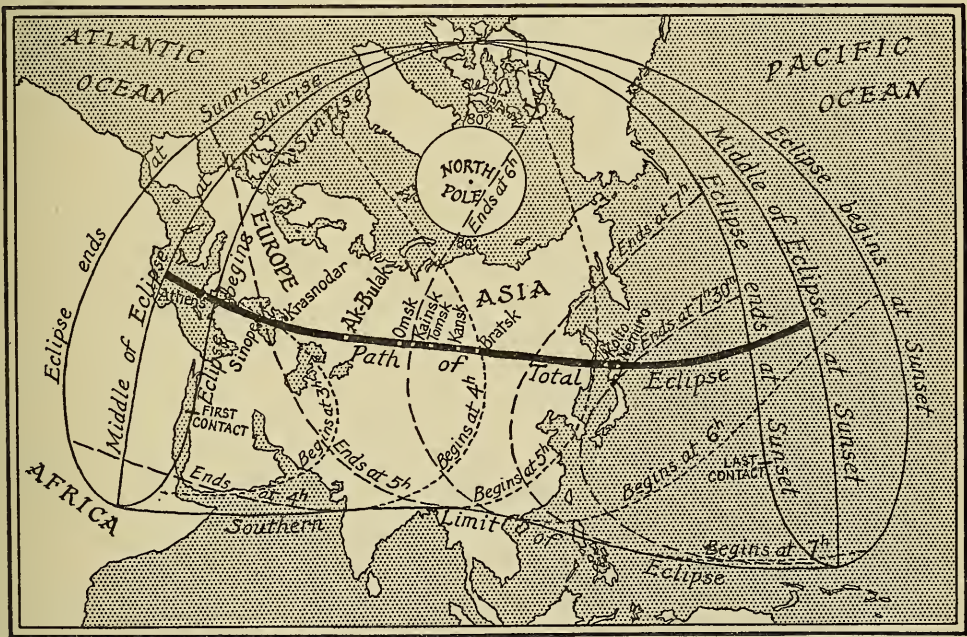 ATLANTIC
OCEAN
PACIFIC
OCEAN
Eclipse ends at Sunrise
Middle of Eclipse at Sunrise
Eclipse Begins at Sunrise
Middle of Eclipse at Sunset
Eclipse begins at Sunset
Eclipse ends at Sunset
80°
NORTH
POLE
Ends at 6h
80°
Ends at 7h
EUROPE
ASIA
Athens
Sinop
Krasnodar
Ak-Bulak
Omsk
Kainsk
Tomsk
Kansk
Bratsk
Koto
Nemuro
Ends at 7h30m
Path of Total Eclipse
FIRST
CONTACT
Begins at 3h
Begins at 4h
Begins at 5h
Begins at 6h
LAST
CONTACT
Ends at 4h
Ends at 5h
AFRICA
Southern Limit of Eclipse
Begins at 7h